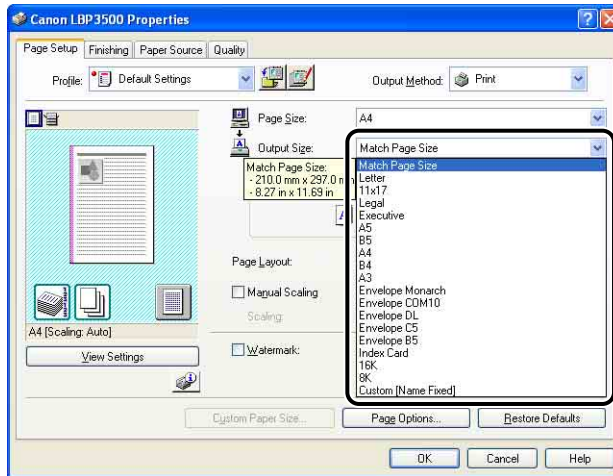 Canon LBP3500 Properties
Page Setup Finishing Paper Source Quality
Profile: Default Settings Output Method: Print
Page Size: A4
Output Size: Match Page Size
Match Page Size:
- 210.0 mm x 297.0 m
- 8.27 in x 11.69 in
Match Page Size
Letter
11x17
Legal
Executive
A5
B5
A4
B4
A3
Envelope Monarch
Envelope COM10
Envelope DL
Envelope C5
Envelope B5
Index Card
16K
8K
Custom [Name Fixed]
A
Page Layout:
Manual Scaling
Scaling:
A4 [Scaling: Auto]
View Settings
Watermark:
Custom Paper Size... Page Options... Restore Defaults
OK Cancel Help